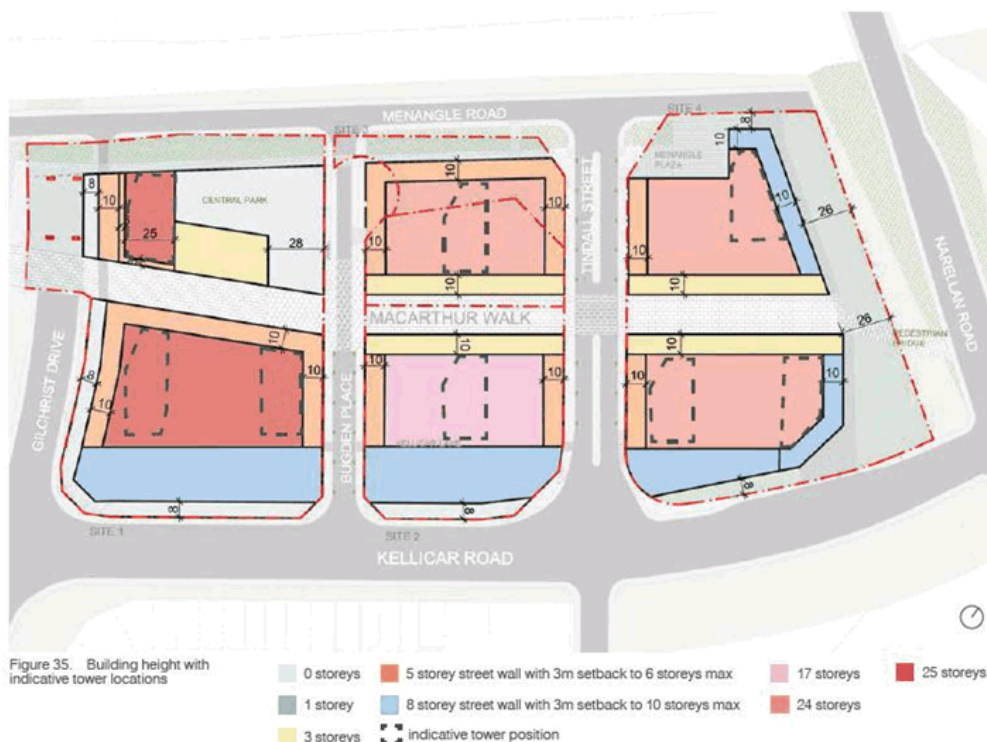 MENANGLE ROAD
SITE 3
SITE 4
8
10
MENANGLE
PLAZA
8
10
25
CENTRAL PARK
28
10
10
10
TINDALL STREET
10
10
26
NARELLAN ROAD
10
10
MACARTHUR WALK
26
PEDESTRIAN
BRIDGE
GILCHRIST DRIVE
8
10
10
10
BUGDEN PLACE
10
10
10
10
10
10
8
8
8
SITE 1
SITE 2
KELLICAR ROAD
Figure 35. Building height with
indicative tower locations
0 storeys
1 storey
3 storeys
5 storey street wall with 3m setback to 6 storeys max
8 storey street wall with 3m setback to 10 storeys max
indicative tower position
17 storeys
24 storeys
25 storeys